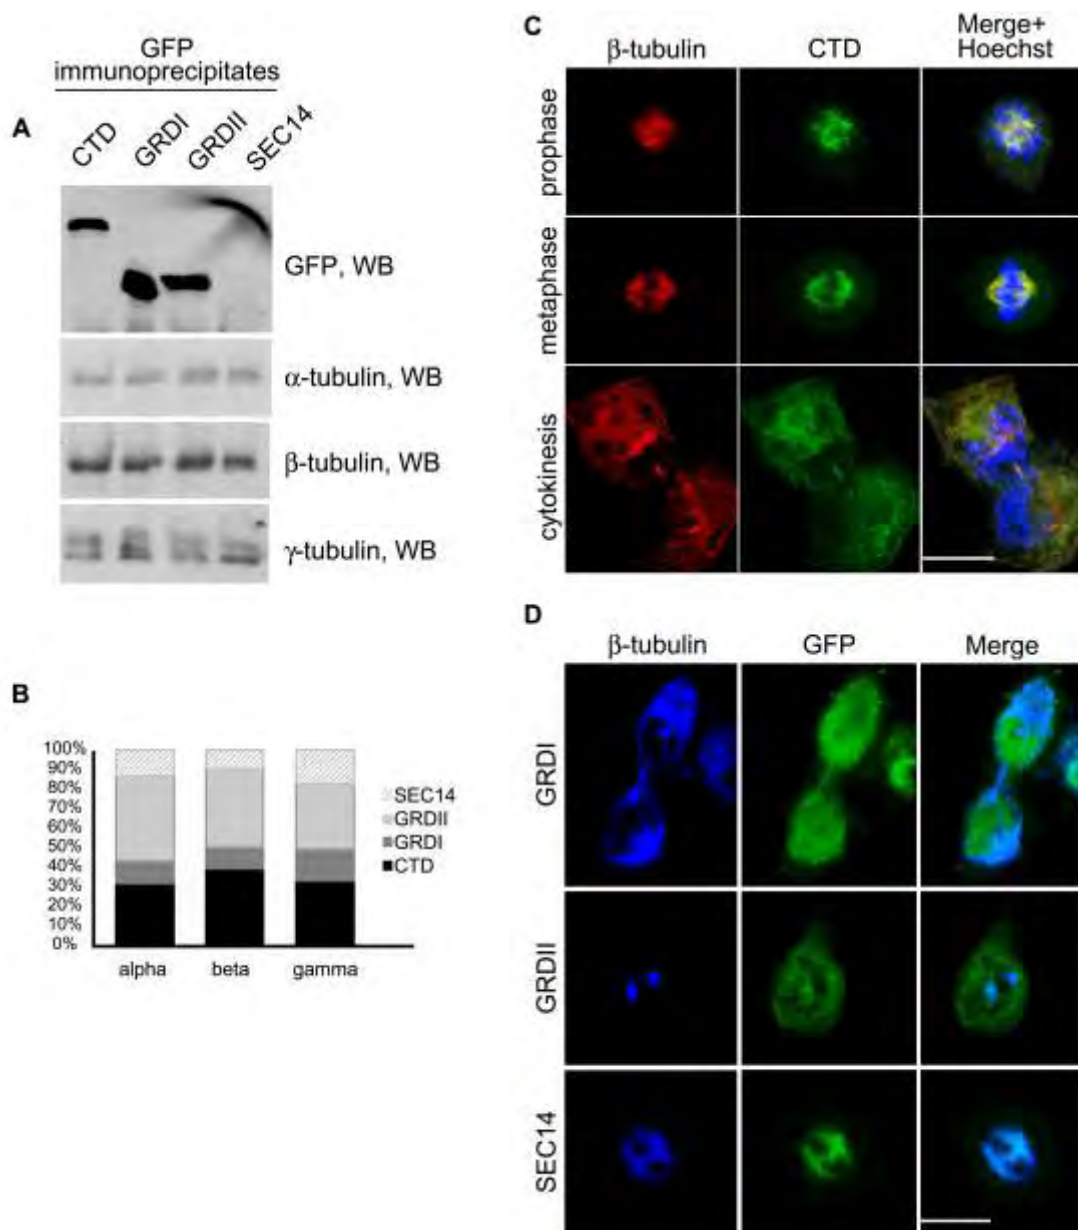 GFP
immunoprecipitates
A
CTD
GRDI
GRDII
SEC14
GFP, WB
α-tubulin, WB
β-tubulin, WB
γ-tubulin, WB
B
100%
90%
80%
70%
60%
50%
40%
30%
20%
10%
0%
alpha
beta
gamma
SEC14
GRDII
GRDI
CTD
C
β-tubulin
CTD
Merge+
Hoechst
prophase
metaphase
cytokinesis
D
β-tubulin
GFP
Merge
GRDI
GRDII
SEC14